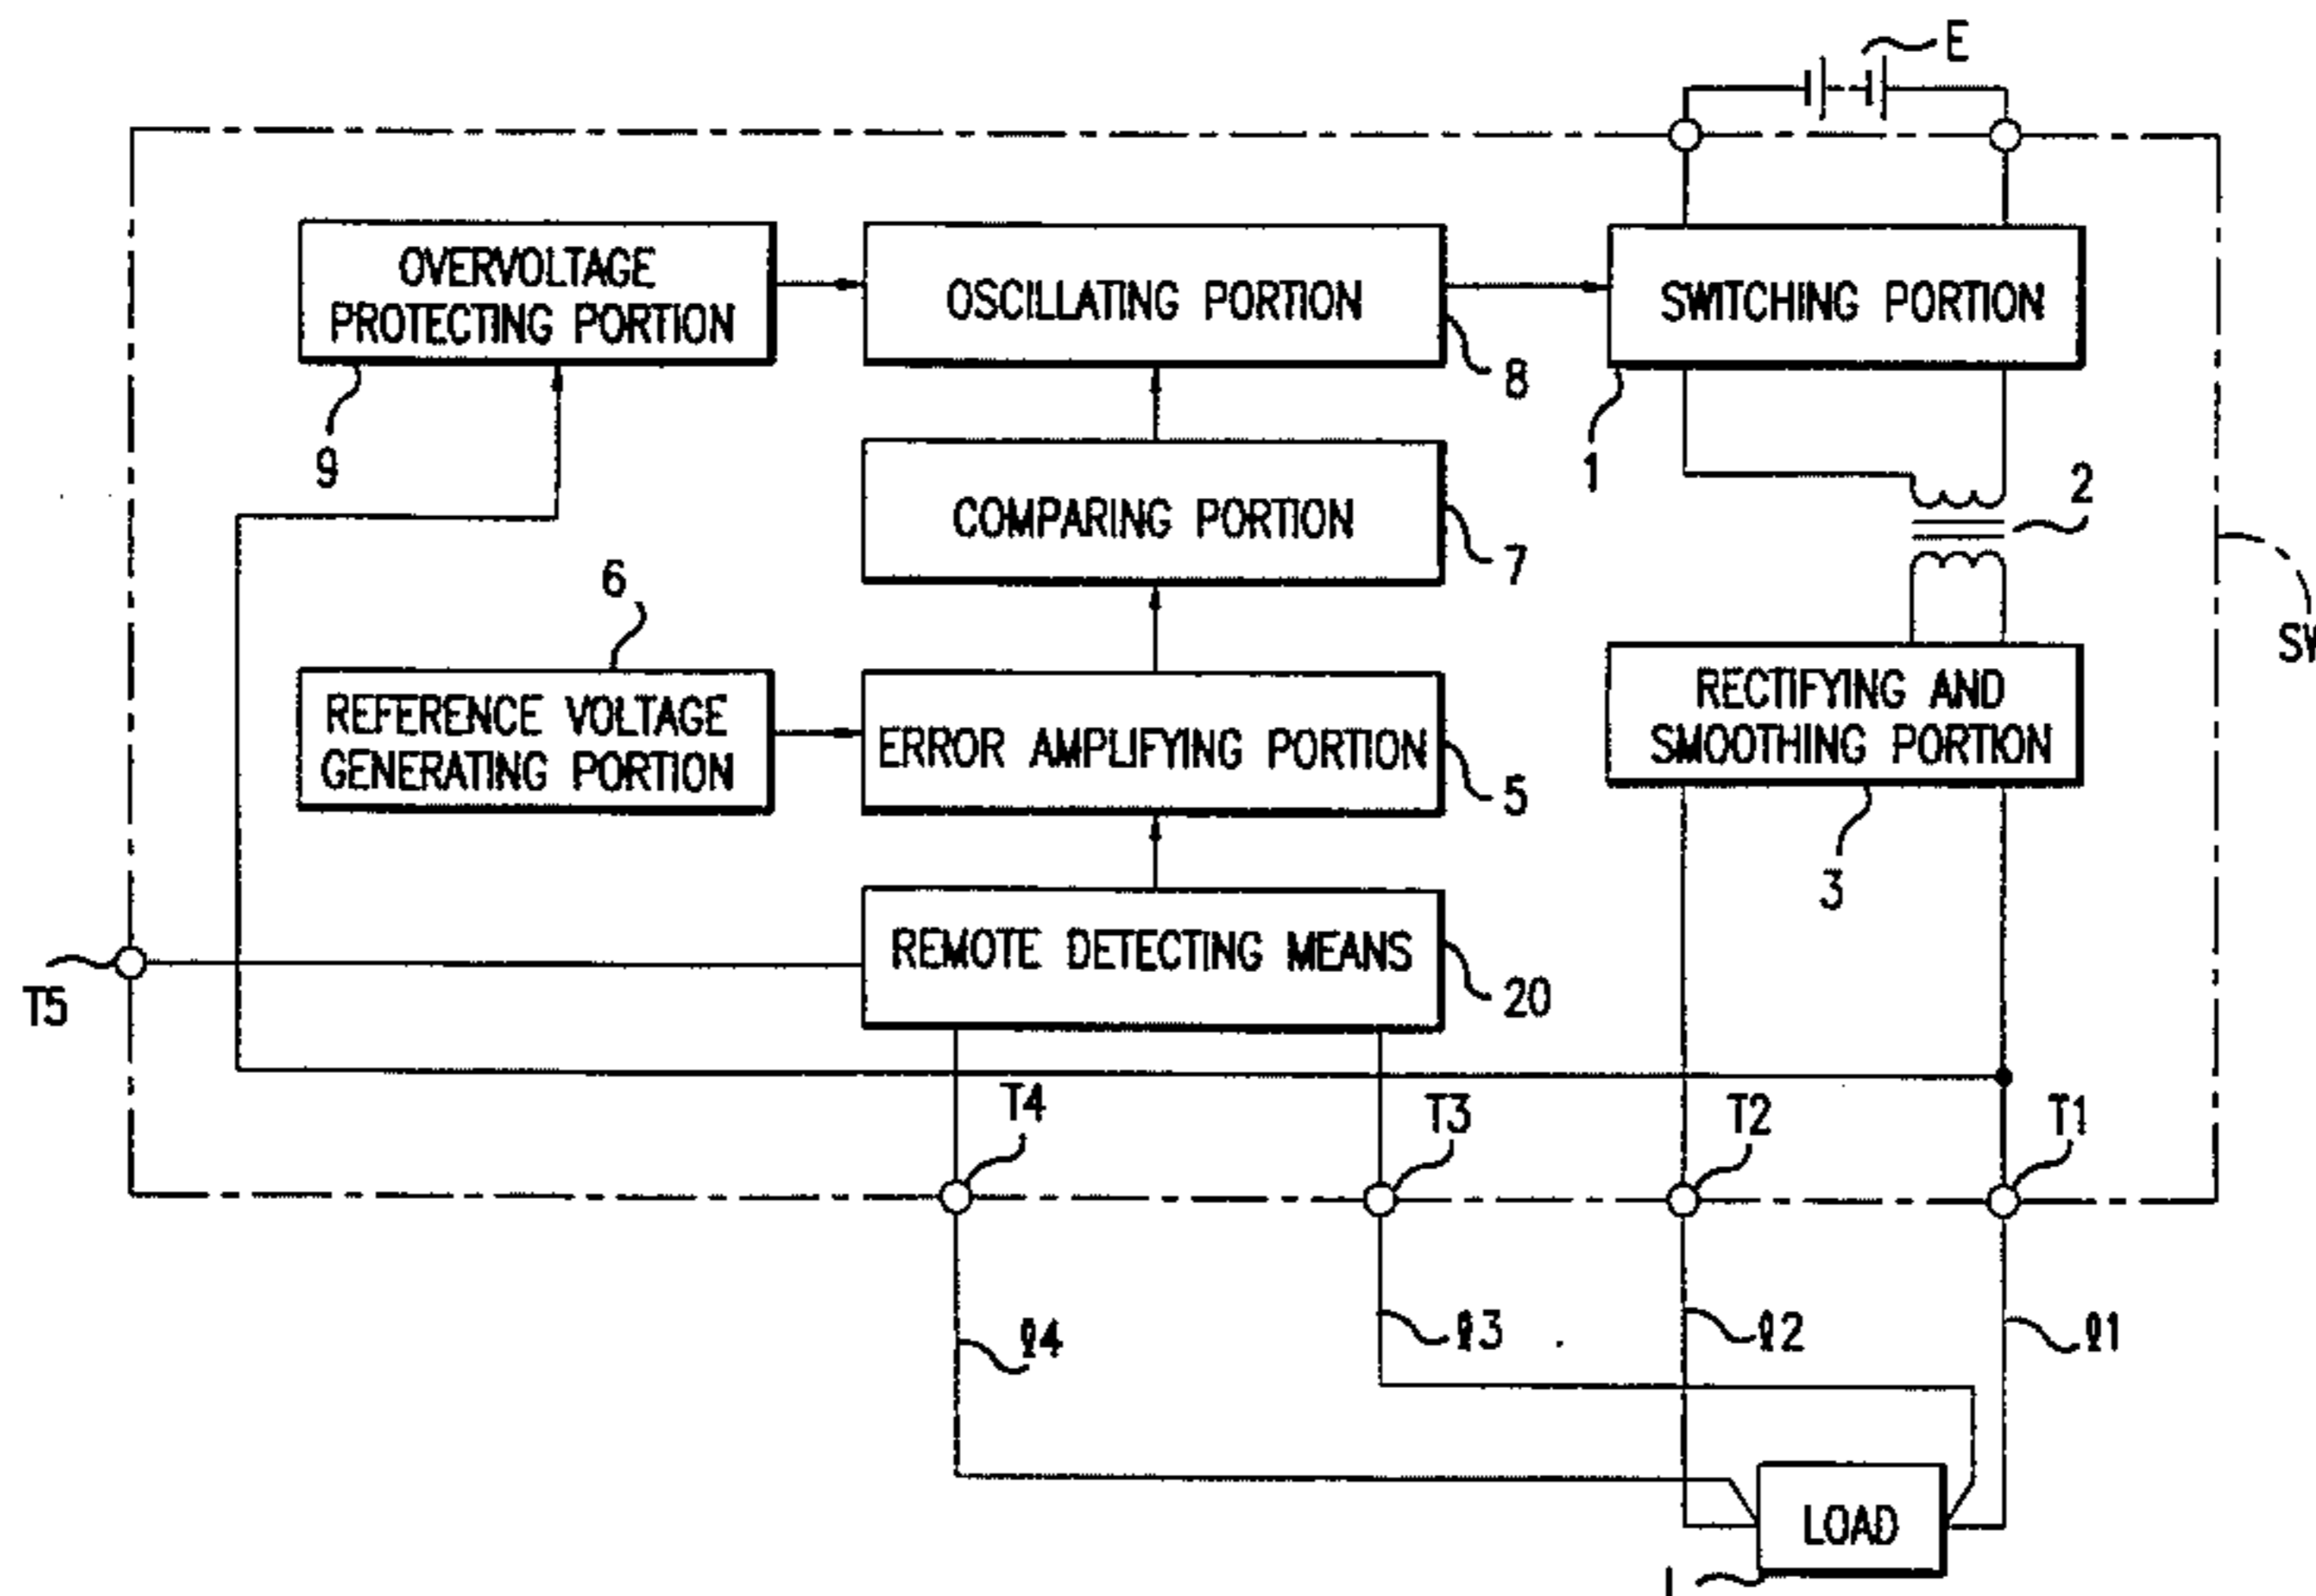 E
OVERVOLTAGE
PROTECTING PORTION
OSCILLATING PORTION
SWITCHING PORTION
8
9
1
2
COMPARING PORTION
7
6
SW
REFERENCE VOLTAGE
GENERATING PORTION
ERROR AMPLIFYING PORTION
RECTIFYING AND
SMOOTHING PORTION
5
3
REMOTE DETECTING MEANS
20
T5
T4
T3
T2
T1
ℓ4
ℓ3
ℓ2
ℓ1
LOAD